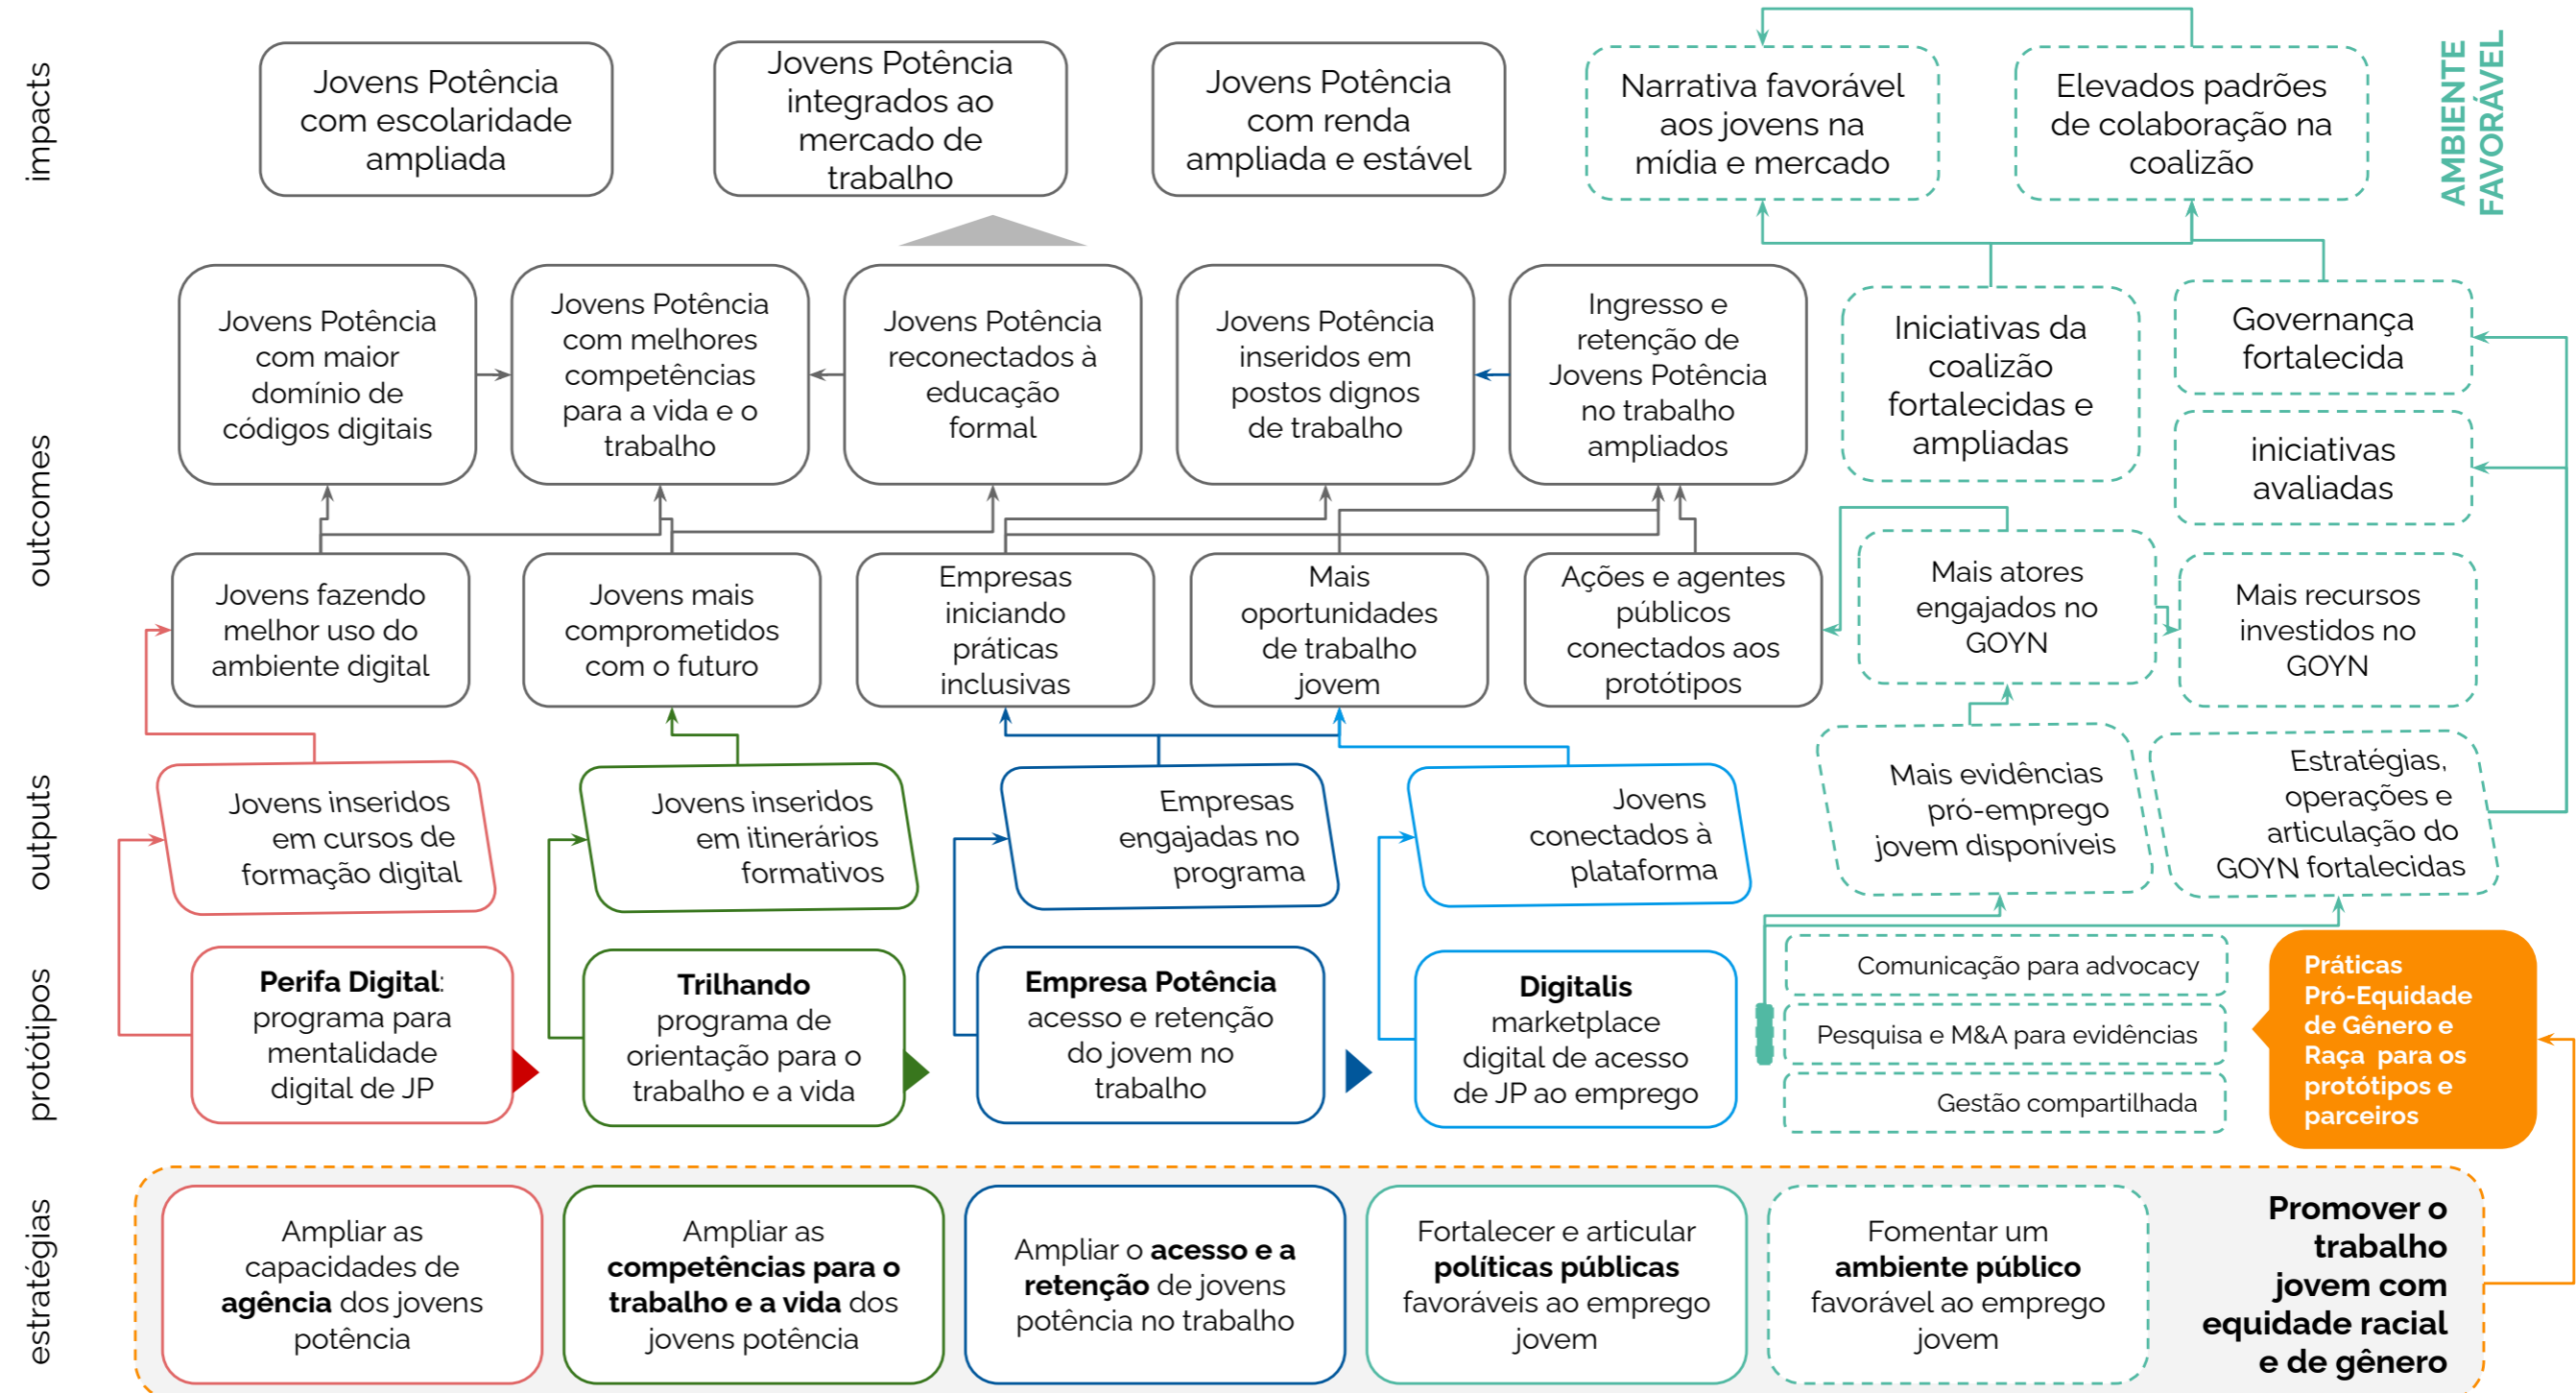 impacts
Jovens Potência
com escolaridade
ampliada
Jovens Potência
integrados ao
mercado de
trabalho
Jovens Potência
com renda
ampliada e estável
Narrativa favorável
aos jovens na
mídia e mercado
Elevados padrões
de colaboração na
coalizão
AMBIENTE
FAVORÁVEL
outcomes
Jovens Potência
com maior
domínio de
códigos digitais
Jovens Potência
com melhores
competências
para a vida e o
trabalho
Jovens Potência
reconectados à
educação
formal
Jovens Potência
inseridos em
postos dignos
de trabalho
Ingresso e
retenção de
Jovens Potência
no trabalho
ampliados
Iniciativas da
coalizão
fortalecidas e
ampliadas
Governança
fortalecida
iniciativas
avaliadas
Jovens fazendo
melhor uso do
ambiente digital
Jovens mais
comprometidos
com o futuro
Empresas
iniciando
práticas
inclusivas
Mais
oportunidades
de trabalho
jovem
Ações e agentes
públicos
conectados aos
protótipos
Mais atores
engajados no
GOYN
Mais recursos
investidos no
GOYN
outputs
Jovens inseridos
em cursos de
formação digital
Jovens inseridos
em itinerários
formativos
Empresas
engajadas no
programa
Jovens
conectados à
plataforma
Mais evidências
pró-emprego
jovem disponíveis
Estratégias,
operações e
articulação do
GOYN fortalecidas
protótipos
Perifa Digital:
programa para
mentalidade
digital de JP
Trilhando
programa de
orientação para o
trabalho e a vida
Empresa Potência
acesso e retenção
do jovem no
trabalho
Digitalis
marketplace
digital de acesso
de JP ao emprego
Comunicação para advocacy
Pesquisa e M&A para evidências
Gestão compartilhada
Práticas
Pró-Equidade
de Gênero e
Raça para os
protótipos e
parceiros
estratégias
Ampliar as
capacidades de
agência dos jovens
potência
Ampliar as
competências para o
trabalho e a vida dos
jovens potência
Ampliar o acesso e a
retenção de jovens
potência no trabalho
Fortalecer e articular
políticas públicas
favoráveis ao emprego
jovem
Fomentar um
ambiente público
favorável ao emprego
jovem
Promover o
trabalho
jovem com
equidade racial
e de gênero